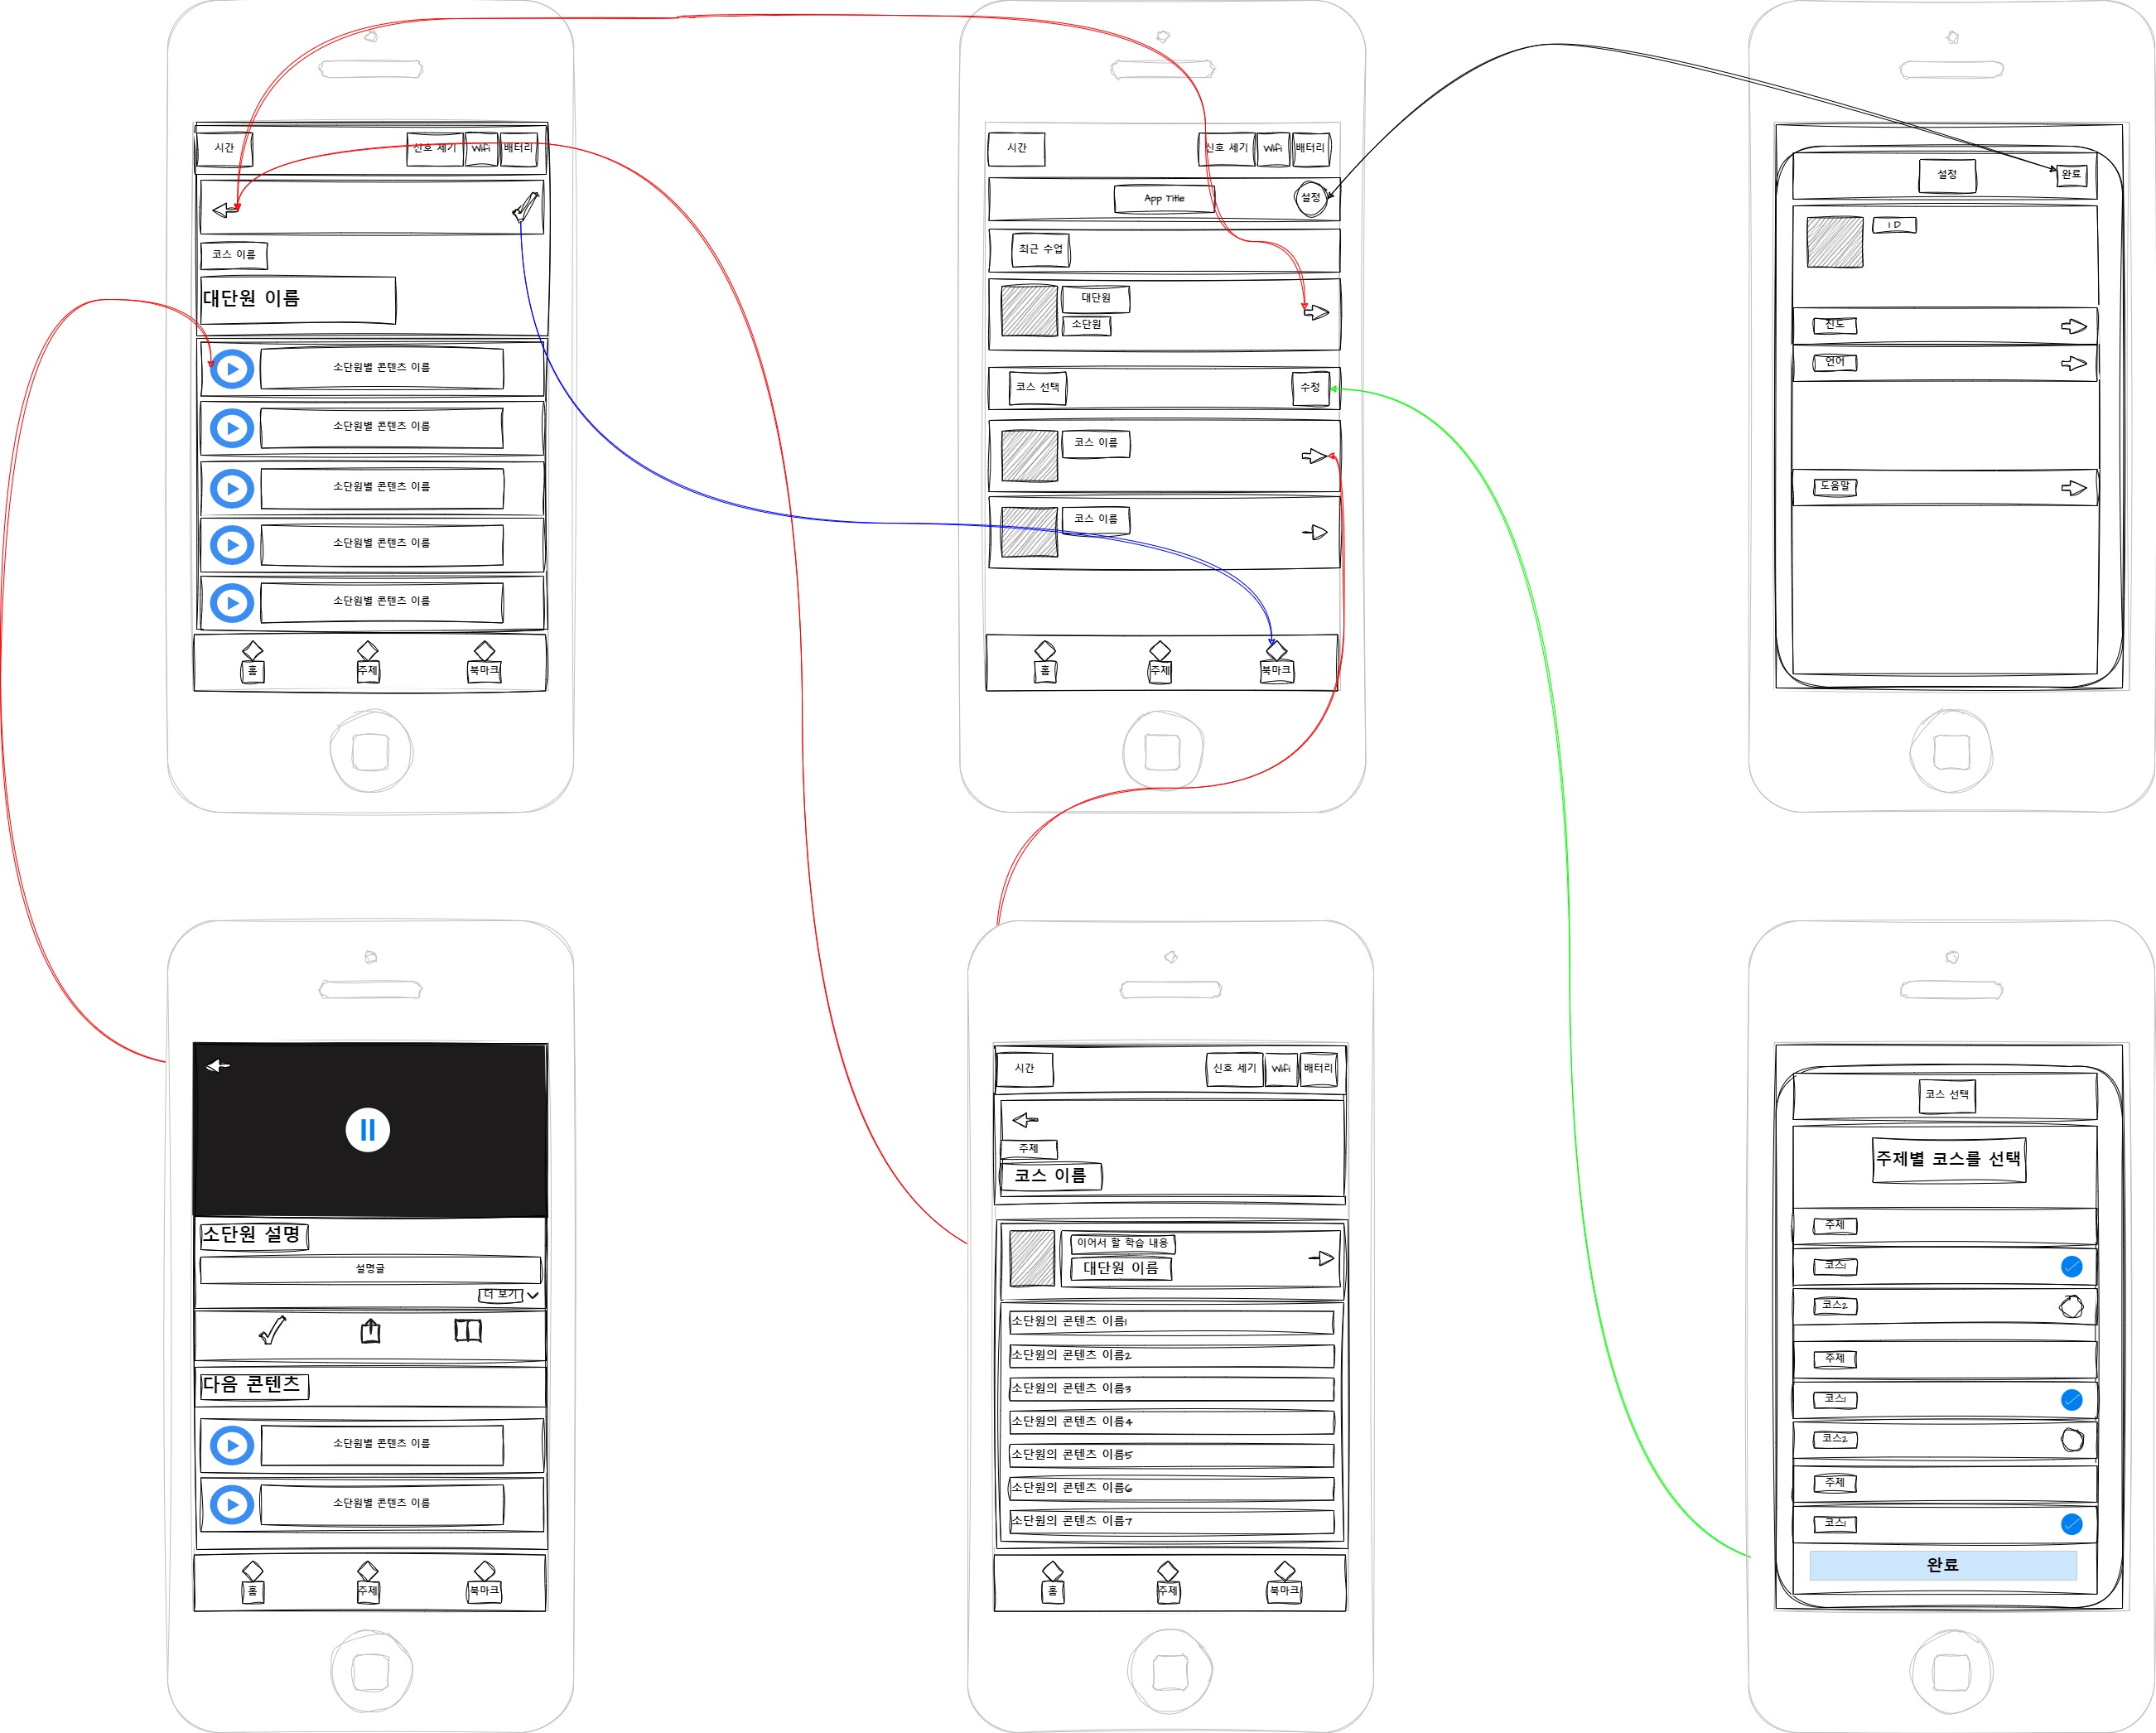 시간
신호 세기
Wifi
배터리
코스 이름
대단원 이름
소단원별 콘텐츠 이름
소단원별 콘텐츠 이름
소단원별 콘텐츠 이름
소단원별 콘텐츠 이름
소단원별 콘텐츠 이름
홈
주제
북마크
시간
신호 세기
Wifi
배터리
App Title
설정
최근 수업
대단원
소단원
코스 선택
수정
코스 이름
코스 이름
홈
주제
북마크
설정
완료
ID
진도
언어
도움말
소단원 설명
설명글
더 보기
다음 콘텐츠
소단원별 콘텐츠 이름
소단원별 콘텐츠 이름
홈
주제
북마크
시간
신호 세기
Wifi
배터리
주제
코스 이름
이어서 할 학습 내용
대단원 이름
소단원의 콘텐츠 이름1
소단원의 콘텐츠 이름2
소단원의 콘텐츠 이름3
소단원의 콘텐츠 이름4
소단원의 콘텐츠 이름5
소단원의 콘텐츠 이름6
소단원의 콘텐츠 이름7
홈
주제
북마크
코스 선택
주제별 코스를 선택
주제
코스1
코스2
주제
코스1
코스2
주제
코스1
완료